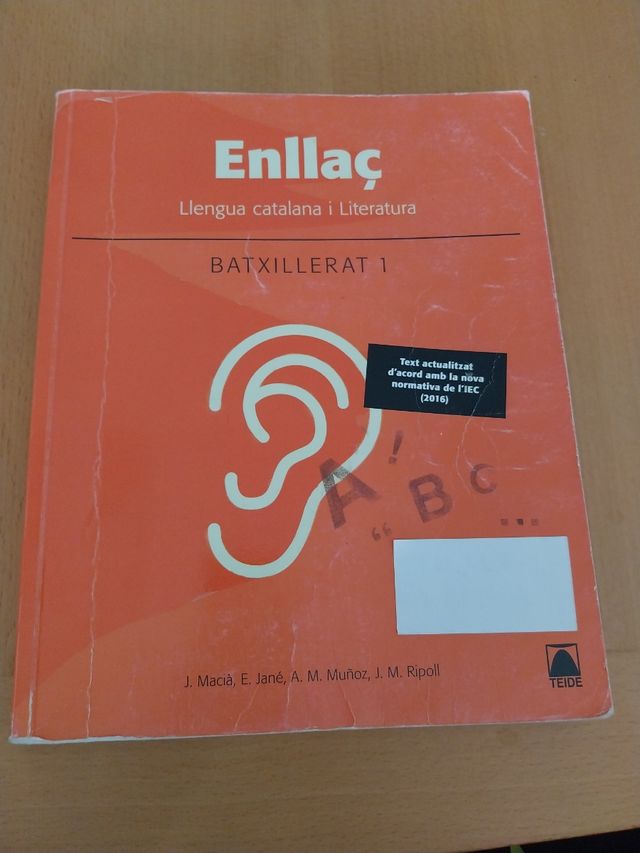 Enllaç
Llengua catalana i Literatura
BATXILLERAT 1
Text actualitzat
d'acord amb la nova
normativa de l'IEC
(2016)
A ! B C
“
J. Macià, E. Jané, A. M. Muñoz, J. M. Ripoll
TEIDE